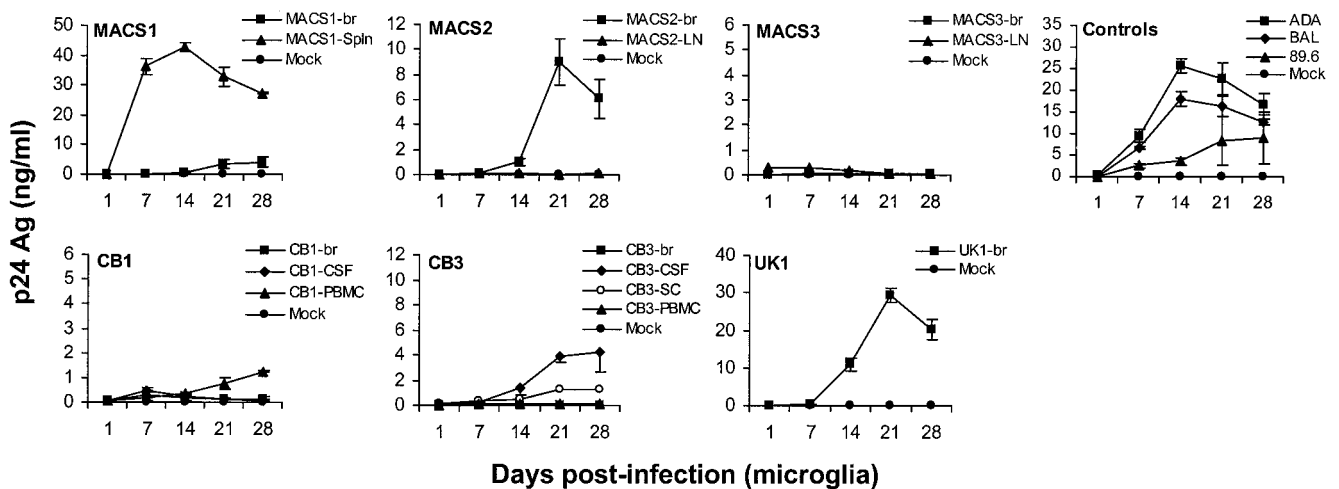 MACS1
MACS1-br
MACS1-Spln
Mock
50
40
30
20
10
0
1 7 14 21 28
MACS2
MACS2-br
MACS2-LN
Mock
12
10
8
6
4
2
0
1 7 14 21 28
MACS3
MACS3-br
MACS3-LN
Mock
6
5
4
3
2
1
0
1 7 14 21 28
Controls
ADA
BAL
89.6
Mock
35
30
25
20
15
10
5
0
1 7 14 21 28
p24 Ag (ng/ml)
CB1
CB1-br
CB1-CSF
CB1-PBMC
Mock
6
5
4
3
2
1
0
1 7 14 21 28
CB3
CB3-br
CB3-CSF
CB3-SC
CB3-PBMC
Mock
12
10
8
6
4
2
0
1 7 14 21 28
UK1
UK1-br
Mock
40
30
20
10
0
1 7 14 21 28
Days post-infection (microglia)